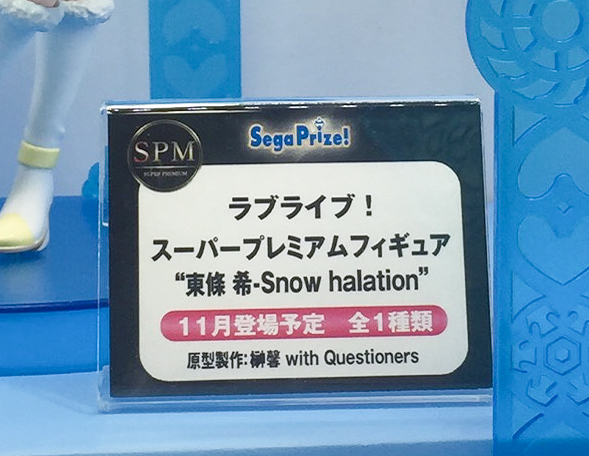 SegaPrize!
SPM
SUPER PREMIUM
ラブライブ！
スーパープレミアムフィギュア
“東條 希-Snow halation”
11月登場予定　全1種類
原型製作：榊馨 with Questioners